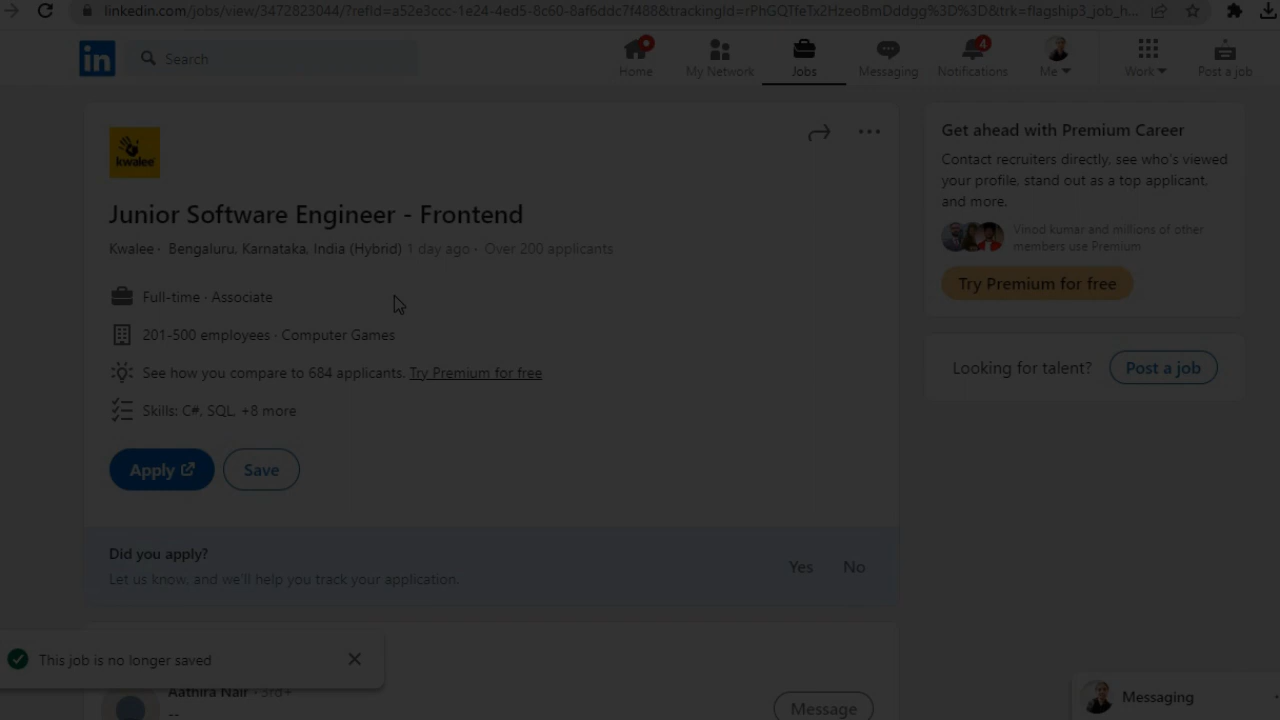 linkedin.com/jobs/view/3472823044/?refId=a52e3ccc-1e24-4ed5-8c60-8af6ddc7f488&trackingId=rPhGQTfeTx2HzeoBmDddgg%3D%3D&trk=flagship3_job_h...
in
Search
Home
My Network
Jobs
Messaging
4
Notifications
Me
Work
Post a job
kwalee
Junior Software Engineer - Frontend
Kwalee · Bengaluru, Karnataka, India (Hybrid) 1 day ago · Over 200 applicants
Full-time · Associate
201-500 employees · Computer Games
See how you compare to 684 applicants. Try Premium for free
Skills: C#, SQL, +8 more
Apply
Save
Did you apply?
Let us know, and we'll help you track your application.
Yes No
Get ahead with Premium Career
Contact recruiters directly, see who's viewed
your profile, stand out as a top applicant,
and more.
Vinod kumar and millions of other
members use Premium
Try Premium for free
Looking for talent?
Post a job
This job is no longer saved
Aathira Nair · 3rd+
--
Message
Messaging